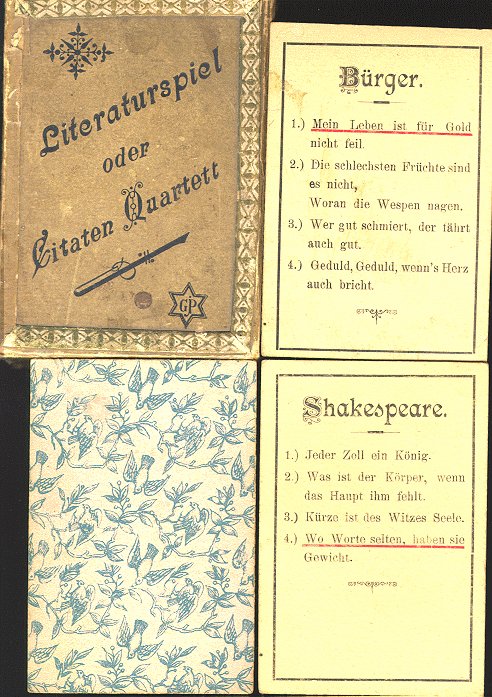 Literaturspiel
oder
Citaten Quartett
GP
Bürger.
1.) Mein Leben ist für Gold
nicht feil.
2.) Die schlechsten Früchte sind
es nicht,
Woran die Wespen nagen.
3.) Wer gut schmiert, der fährt
auch gut.
4.) Geduld, Geduld, wenn's Herz
auch bricht.
Shakespeare.
1.) Jeder Zoll ein König.
2.) Was ist der Körper, wenn
das Haupt ihm fehlt.
3.) Kürze ist des Witzes Seele.
4.) Wo Worte selten, haben sie
Gewicht.